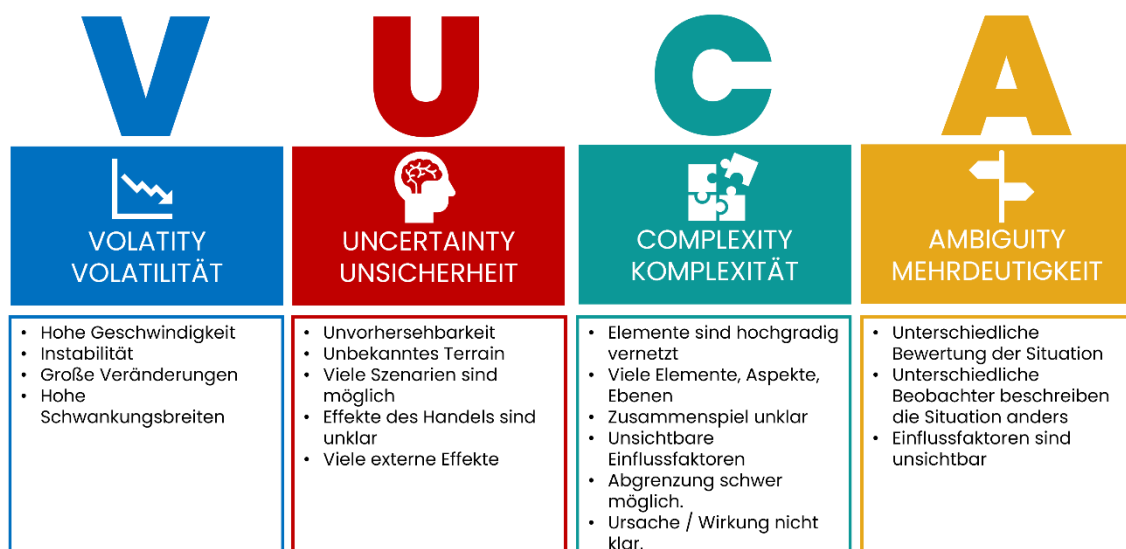 V
U
C
A
VOLATITY
VOLATILITÄT
UNCERTAINTY
UNSICHERHEIT
COMPLEXITY
KOMPLEXITÄT
AMBIGUITY
MEHRDEUTIGKEIT
• Hohe Geschwindigkeit
• Instabilität
• Große Veränderungen
• Hohe
Schwankungsbreiten
• Unvorhersehbarkeit
• Unbekanntes Terrain
• Viele Szenarien sind
möglich
• Effekte des Handels sind
unklar
• Viele externe Effekte
• Elemente sind hochgradig
vernetzt
• Viele Elemente, Aspekte,
Ebenen
• Zusammenspiel unklar
• Unsichtbare
Einflussfaktoren
• Abgrenzung schwer
möglich.
• Ursache / Wirkung nicht
klar.
• Unterschiedliche
Bewertung der Situation
• Unterschiedliche
Beobachter beschreiben
die Situation anders
• Einflussfaktoren sind
unsichtbar